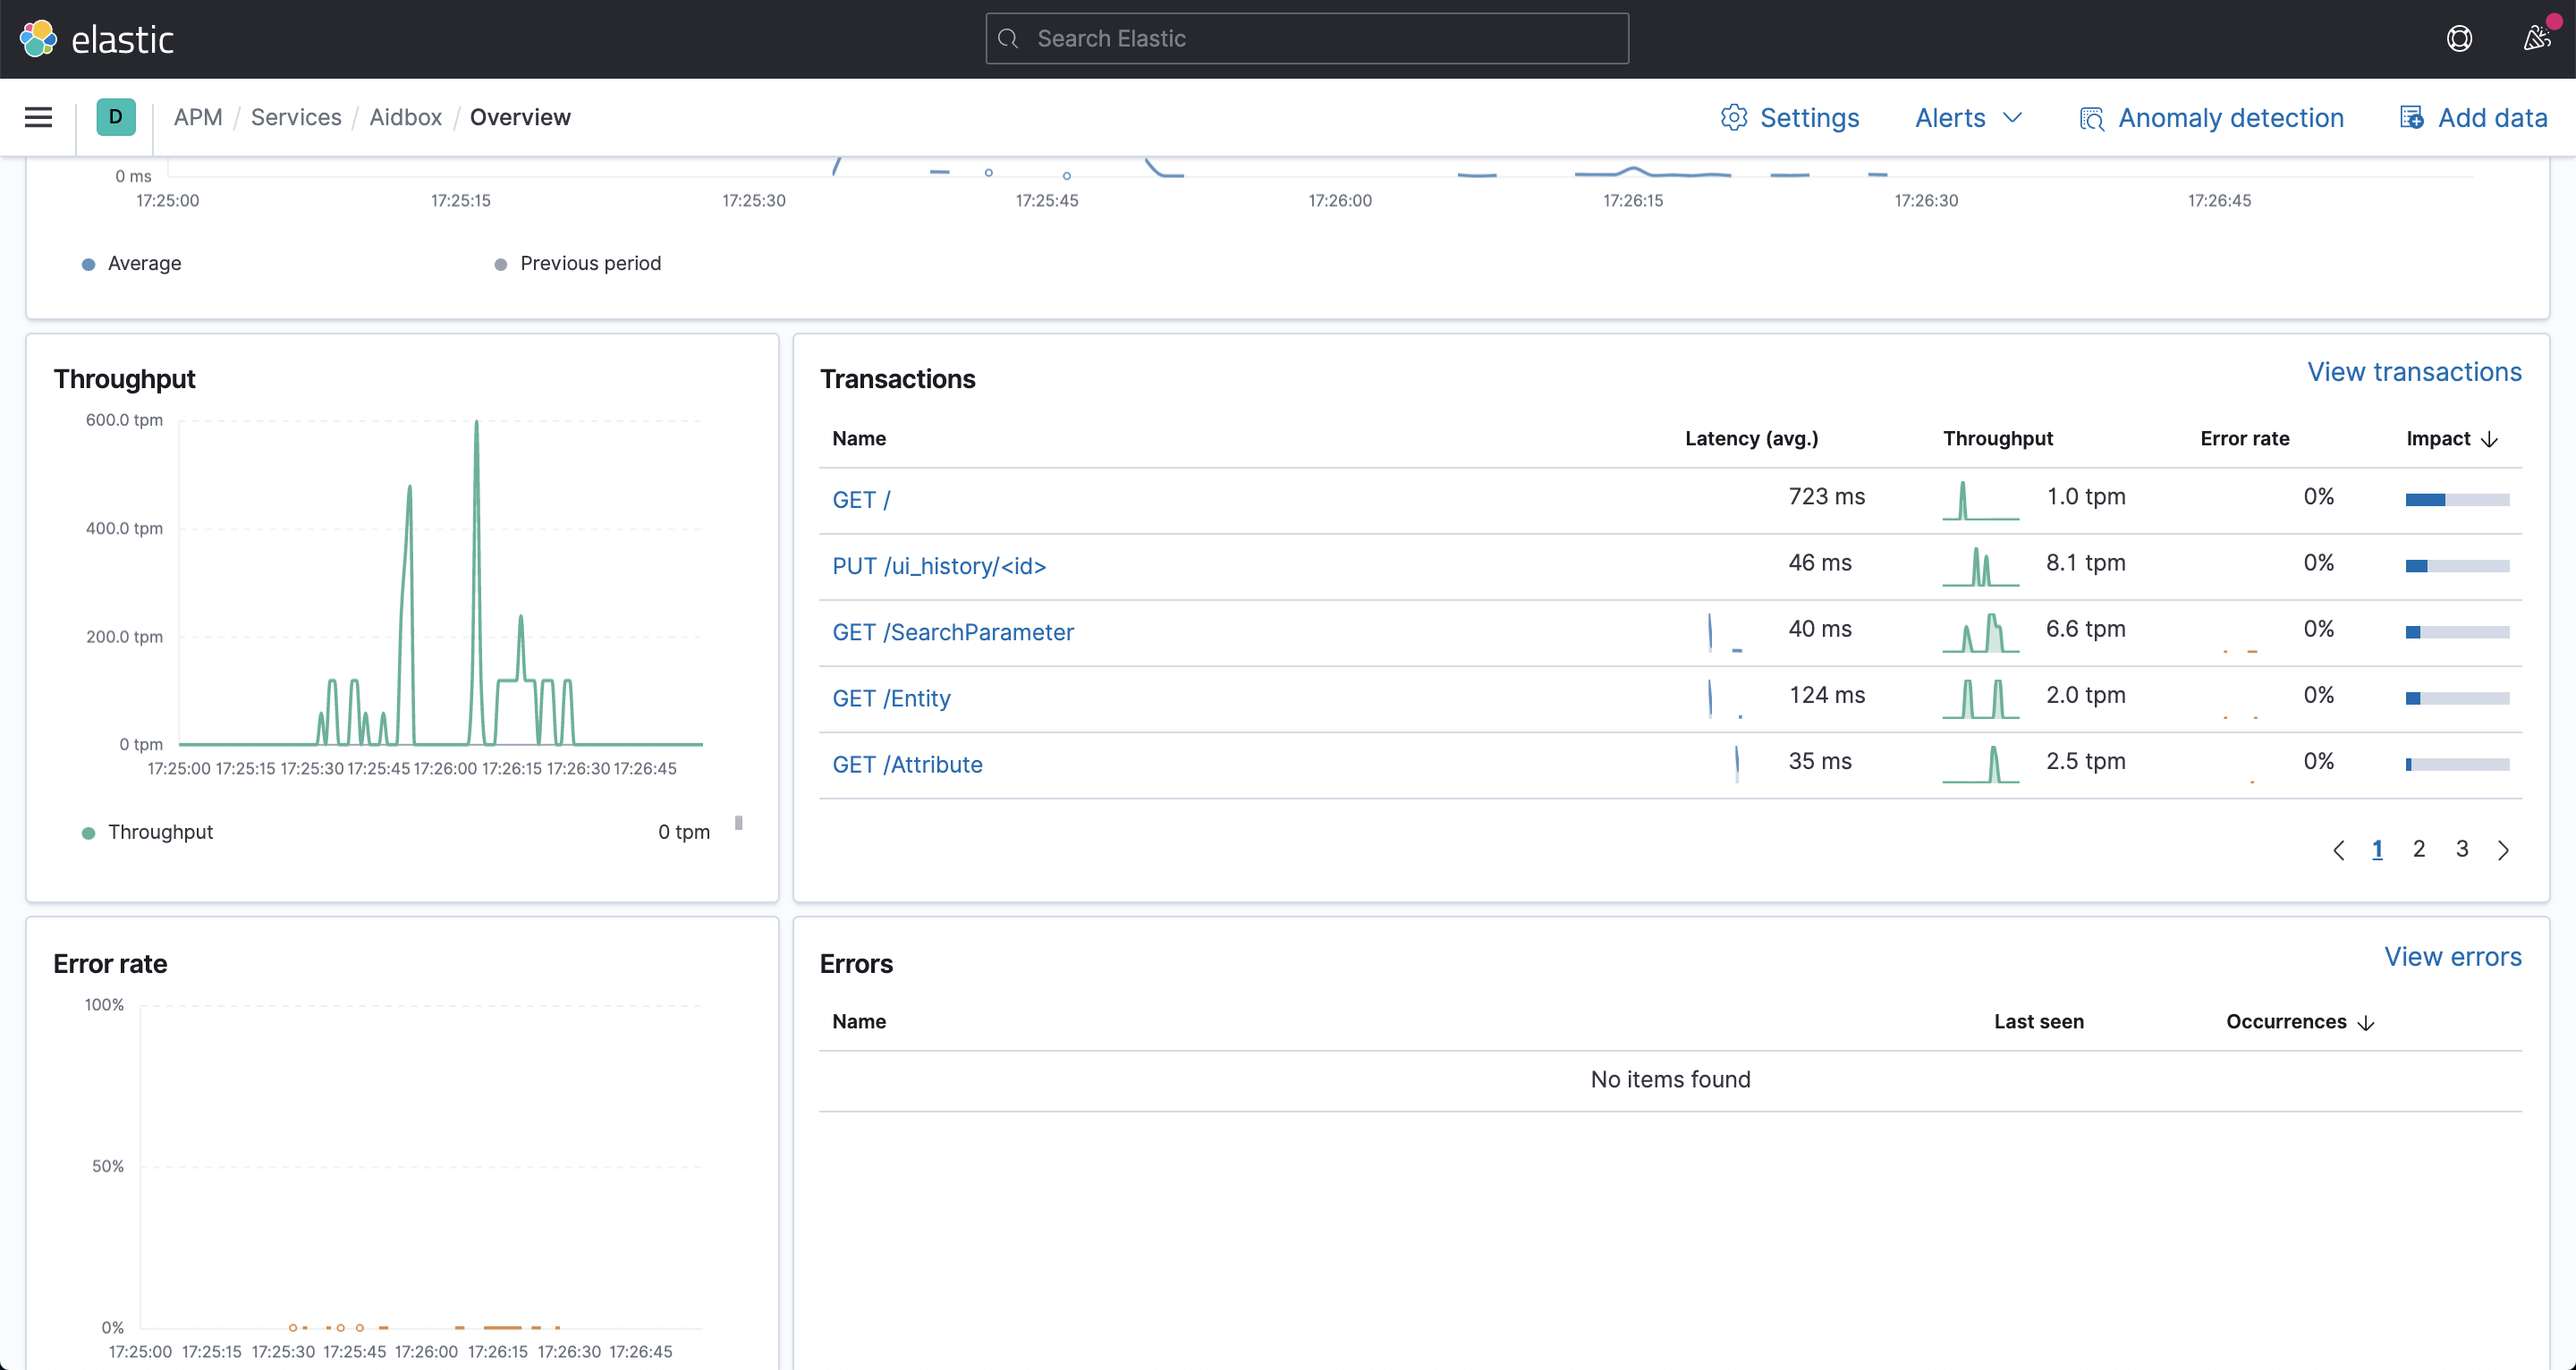 elastic
Search Elastic
D
APM / Services / Aidbox / Overview
Settings
Alerts
Anomaly detection
Add data
0 ms
17:25:00 17:25:15 17:25:30 17:25:45 17:26:00 17:26:15 17:26:30 17:26:45
Average
Previous period
Throughput
600.0 tpm
400.0 tpm
200.0 tpm
0 tpm
17:25:00 17:25:15 17:25:30 17:25:45 17:26:00 17:26:15 17:26:30 17:26:45
Throughput 0 tpm
Transactions
View transactions
Name Latency (avg.) Throughput Error rate Impact
GET / 723 ms 1.0 tpm 0%
PUT /ui_history/<id> 46 ms 8.1 tpm 0%
GET /SearchParameter 40 ms 6.6 tpm 0%
GET /Entity 124 ms 2.0 tpm 0%
GET /Attribute 35 ms 2.5 tpm 0%
1 2 3
Error rate
100%
50%
0%
17:25:00 17:25:15 17:25:30 17:25:45 17:26:00 17:26:15 17:26:30 17:26:45
Errors
View errors
Name Last seen Occurrences
No items found